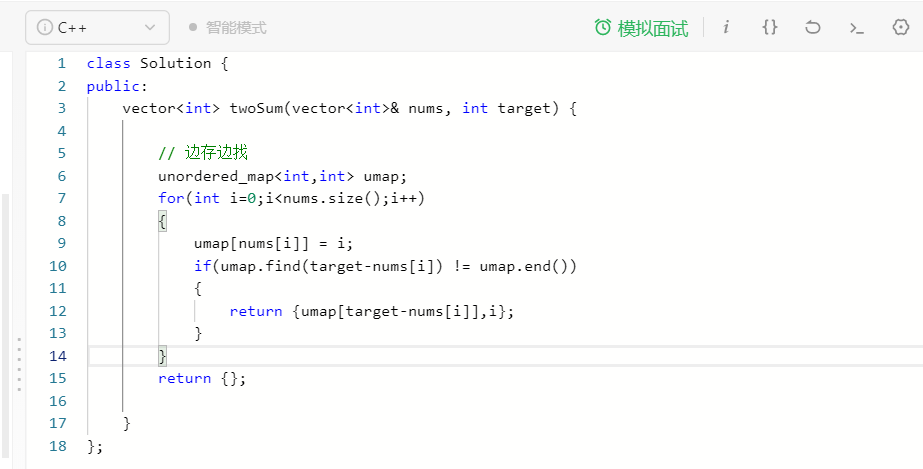 C++ 智能模式 模拟面试
1 class Solution {
2 public:
3     vector<int> twoSum(vector<int>& nums, int target) {
4
5         // 边存边找
6         unordered_map<int,int> umap;
7         for(int i=0;i<nums.size();i++)
8         {
9             umap[nums[i]] = i;
10             if(umap.find(target-nums[i]) != umap.end())
11             {
12                 return {umap[target-nums[i]],i};
13             }
14         }
15         return {};
16
17     }
18 };